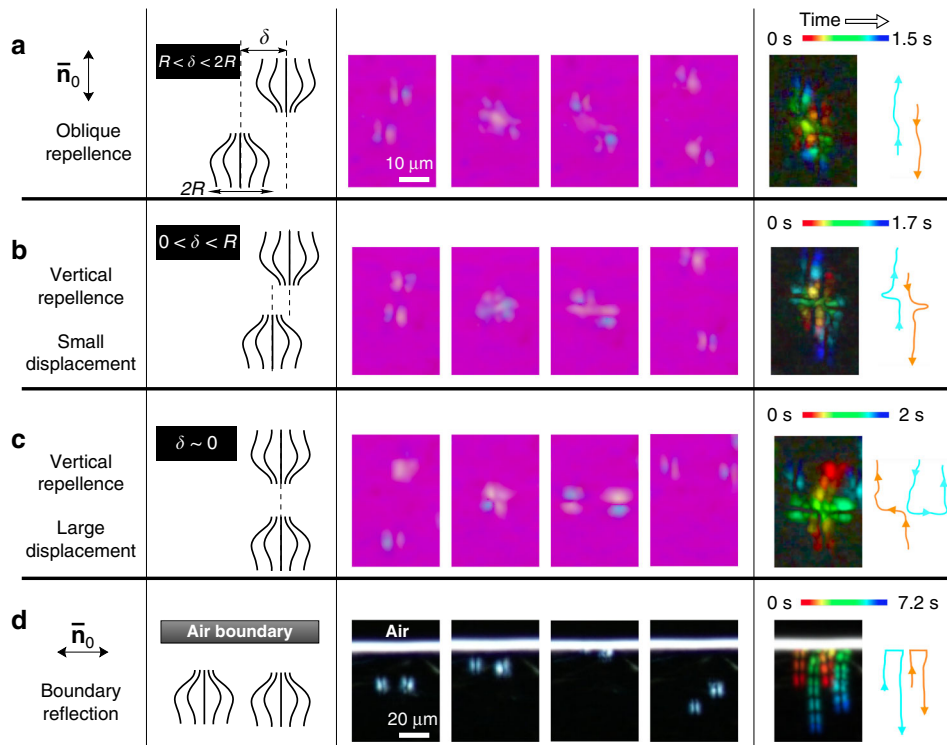 Time
a
n̄₀
R < δ < 2R
δ
2R
Oblique
repellence
10 μm
0 s
1.5 s
b
0 < δ < R
Vertical
repellence
Small
displacement
0 s
1.7 s
c
δ ~ 0
Vertical
repellence
Large
displacement
0 s
2 s
d
n̄₀
Air boundary
Boundary
reflection
Air
20 μm
0 s
7.2 s